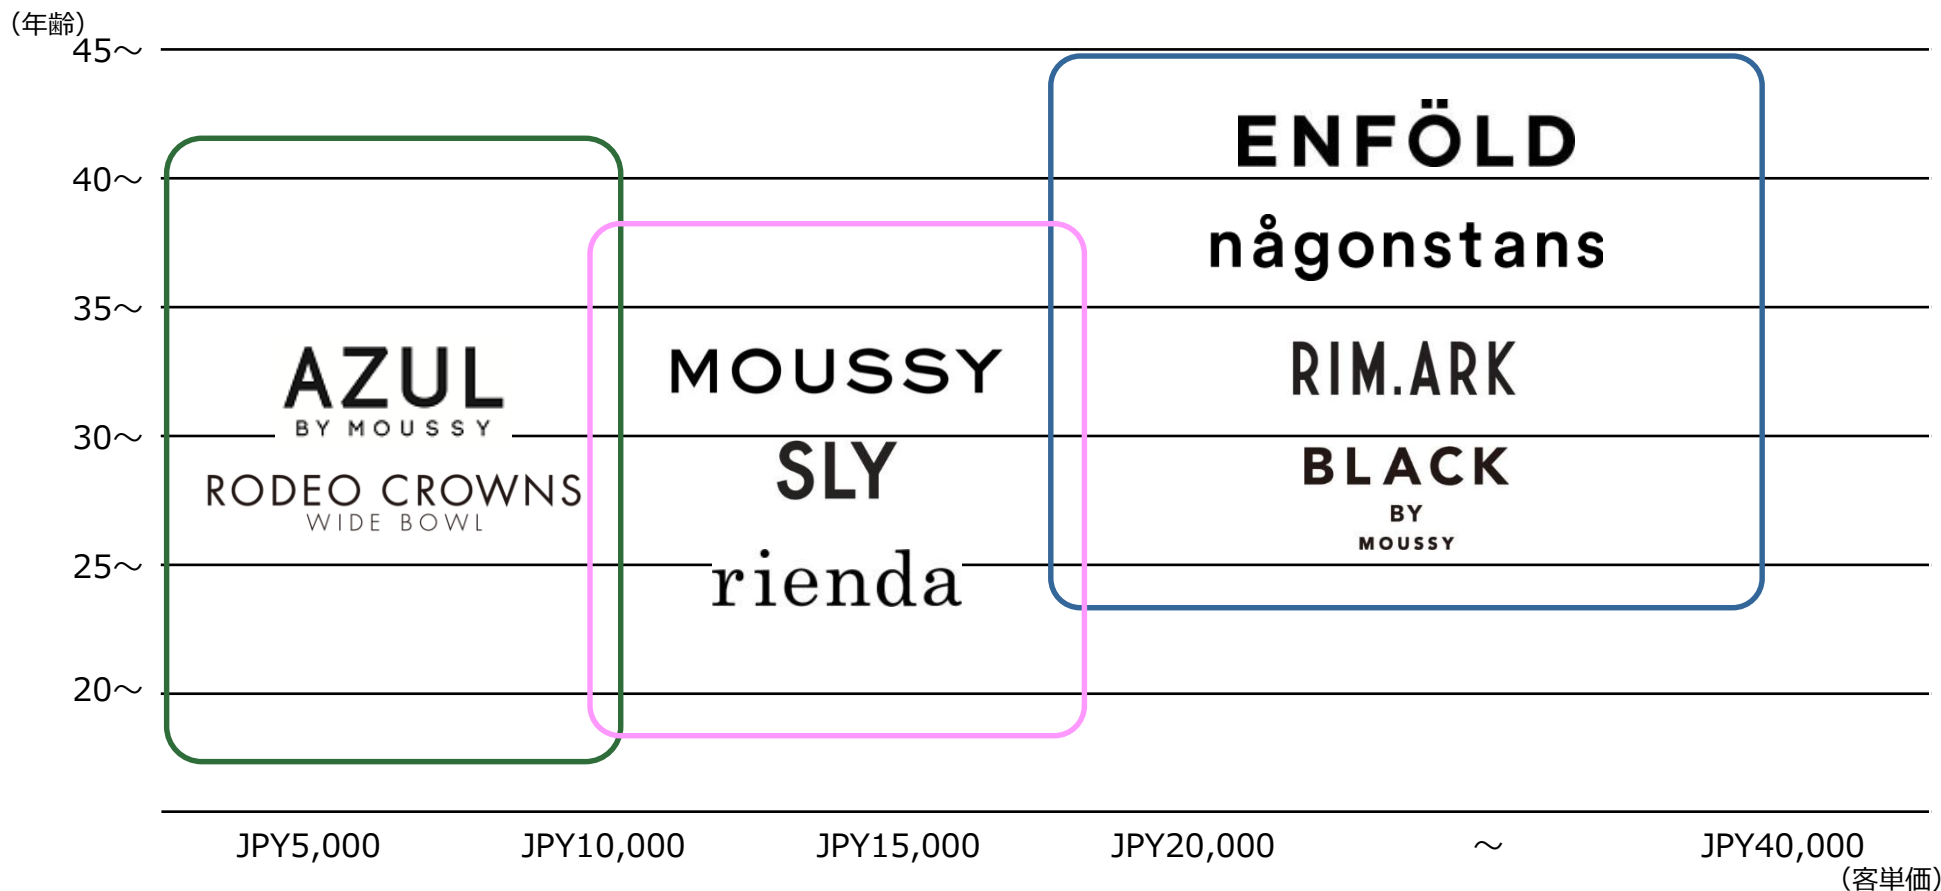 （年齢）
45～
ENFÖLD
40～
någonstans
35～
AZUL
BY MOUSSY
MOUSSY
RIM.ARK
30～
RODEO CROWNS
WIDE BOWL
SLY
BLACK
BY
MOUSSY
25～
rienda
20～
JPY5,000 JPY10,000 JPY15,000 JPY20,000 ～ JPY40,000
（客単価）